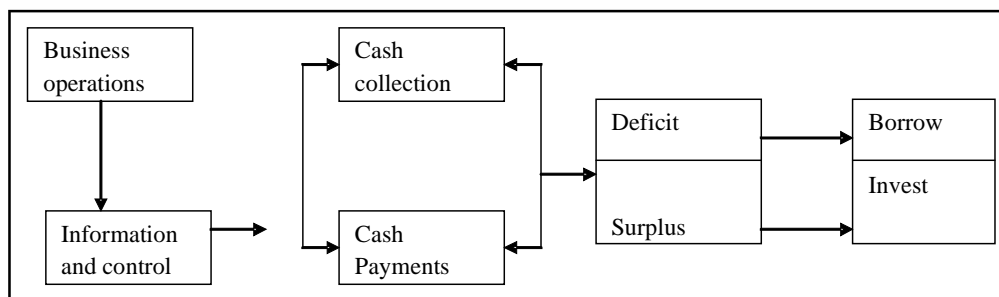 Business
operations
Information
and control
Cash
collection
Cash
Payments
Deficit
Surplus
Borrow
Invest